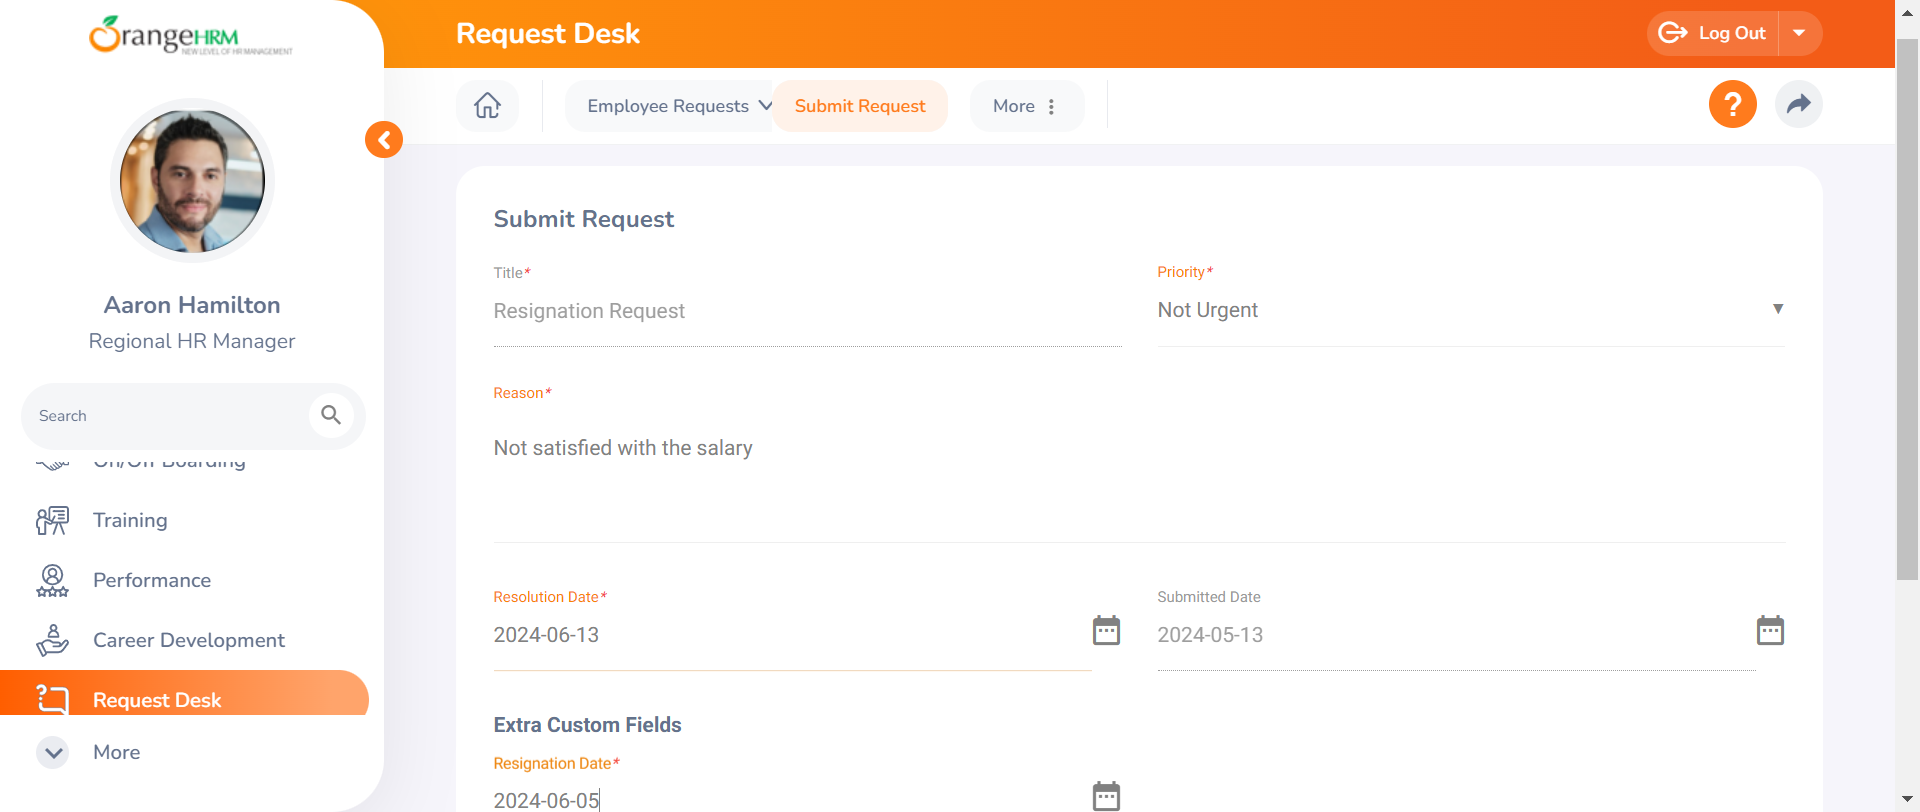 OrangeHRM
NEW LEVEL OF HR MANAGEMENT
Aaron Hamilton
Regional HR Manager
Search
On/Off Boarding
Training
Performance
Career Development
Request Desk
More
Request Desk
Log Out
Employee Requests
Submit Request
More
?
Submit Request
Title*
Resignation Request
Priority*
Not Urgent
Reason*
Not satisfied with the salary
Resolution Date*
2024-06-13
Submitted Date
2024-05-13
Extra Custom Fields
Resignation Date*
2024-06-05